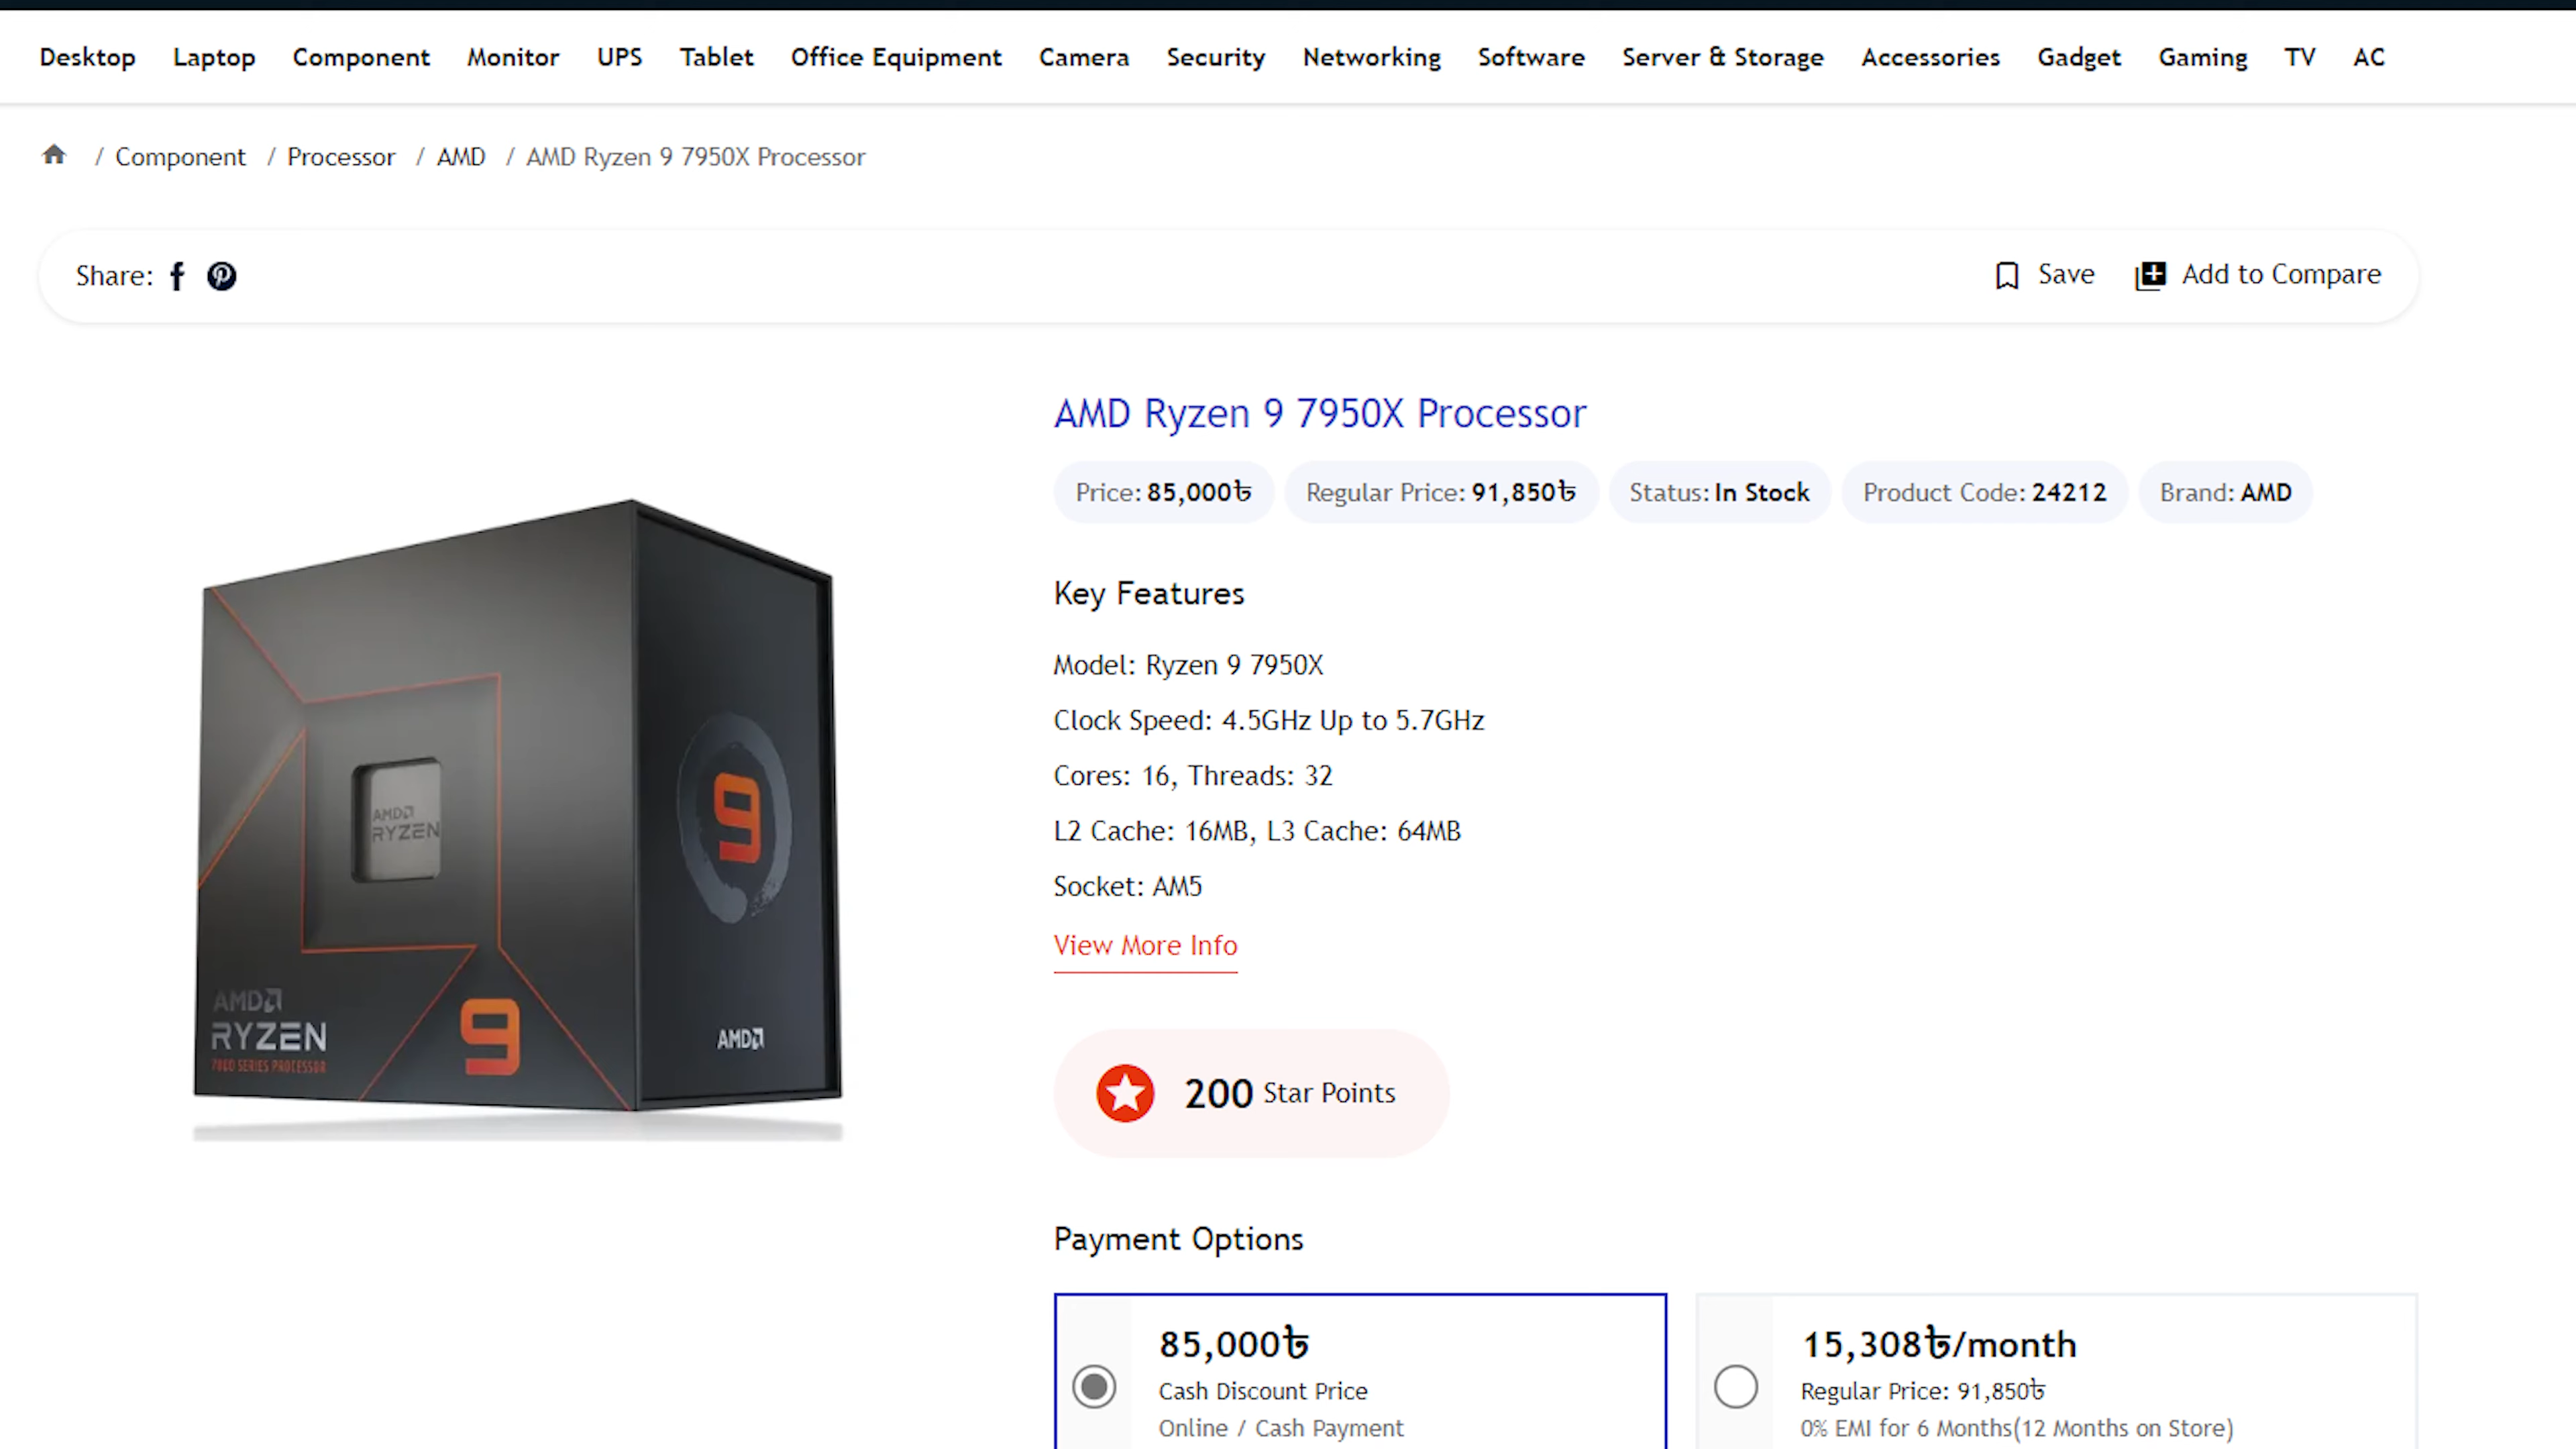 Desktop Laptop Component Monitor UPS Tablet Office Equipment Camera Security Networking Software Server & Storage Accessories Gadget Gaming TV AC
/ Component / Processor / AMD / AMD Ryzen 9 7950X Processor
Share: Save Add to Compare
AMD Ryzen 9 7950X Processor
Price: 85,000৳ Regular Price: 91,850৳ Status: In Stock Product Code: 24212 Brand: AMD
Key Features
Model: Ryzen 9 7950X
Clock Speed: 4.5GHz Up to 5.7GHz
Cores: 16, Threads: 32
L2 Cache: 16MB, L3 Cache: 64MB
Socket: AM5
View More Info
200 Star Points
Payment Options
85,000৳
Cash Discount Price
Online / Cash Payment
15,308৳/month
Regular Price: 91,850৳
0% EMI for 6 Months(12 Months on Store)
AMD
RYZEN
9
AMD
RYZEN
7000 SERIES PROCESSOR
9
AMD